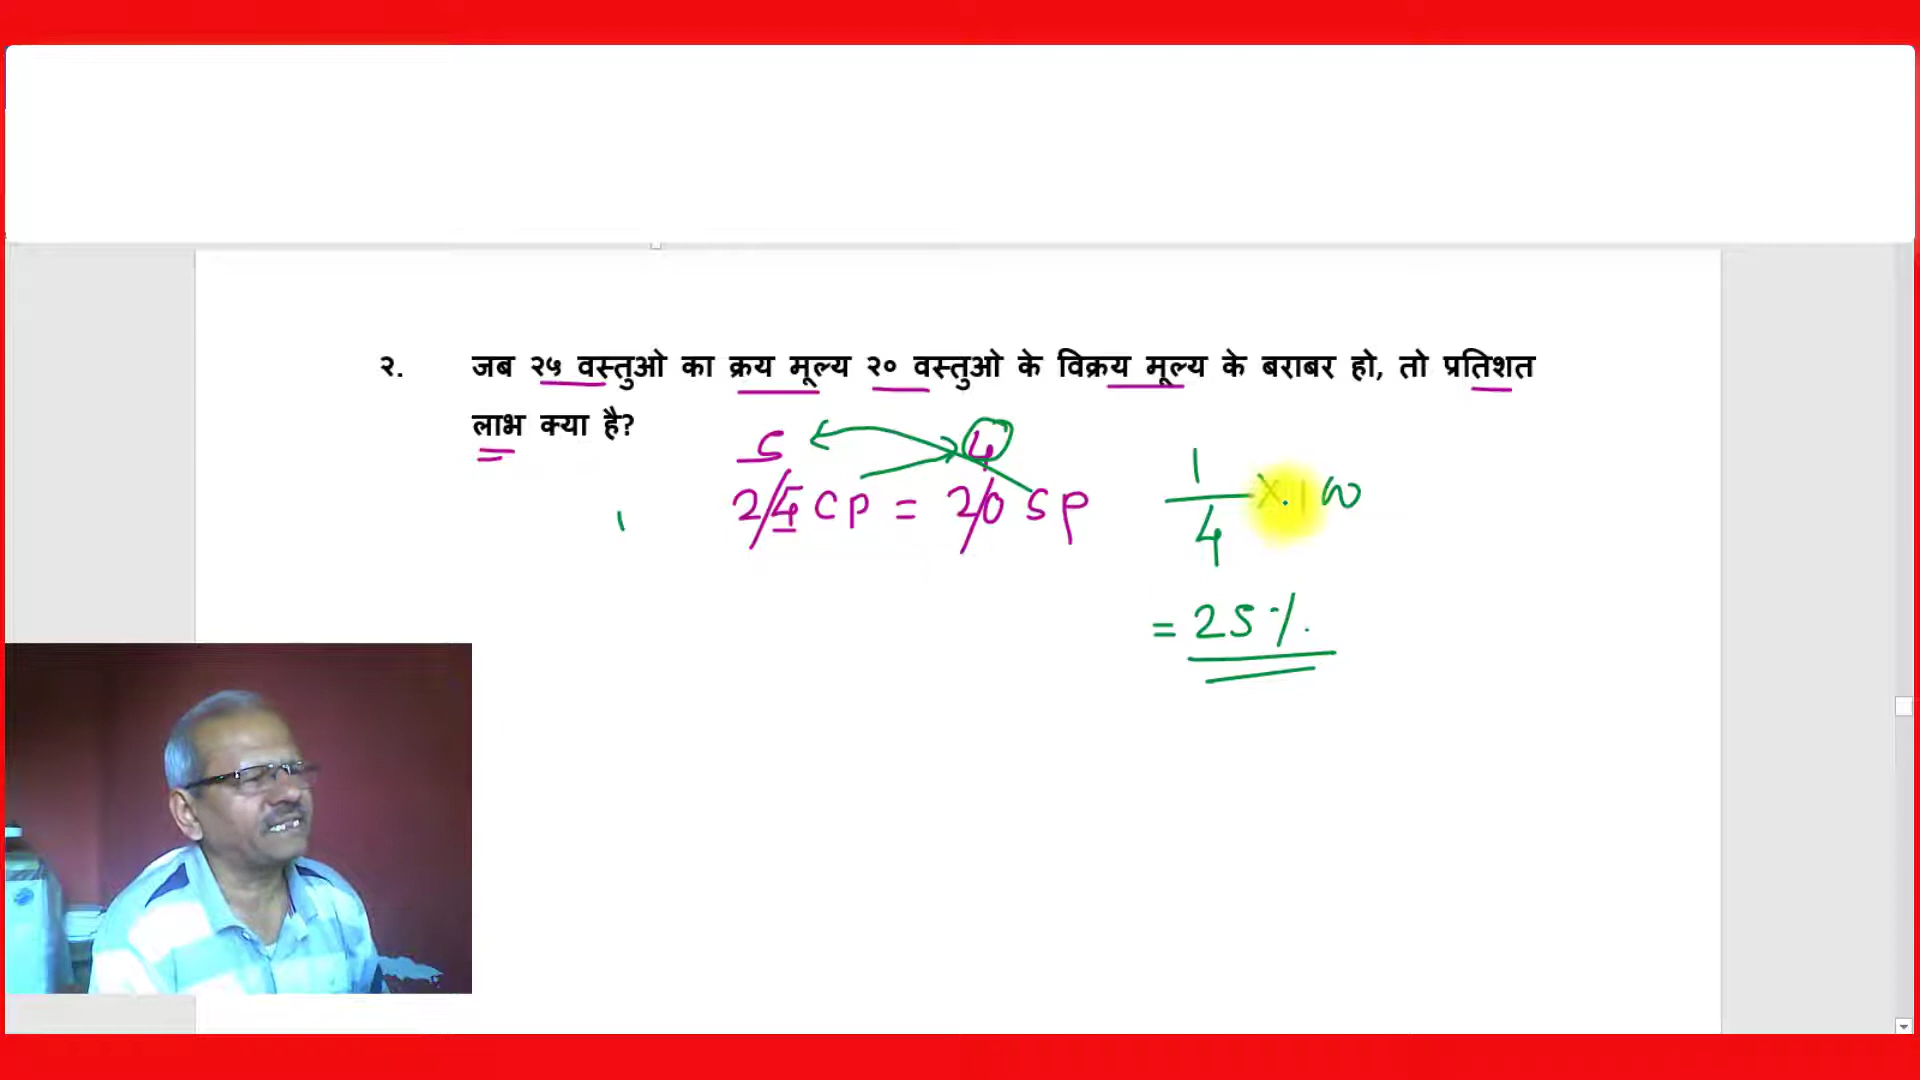 २. जब २५ वस्तुओ का क्रय मूल्य २० वस्तुओ के विक्रय मूल्य के बराबर हो, तो प्रतिशत
लाभ क्या है?
5 4
25 CP = 20 SP
1/4 × 100
= 25%